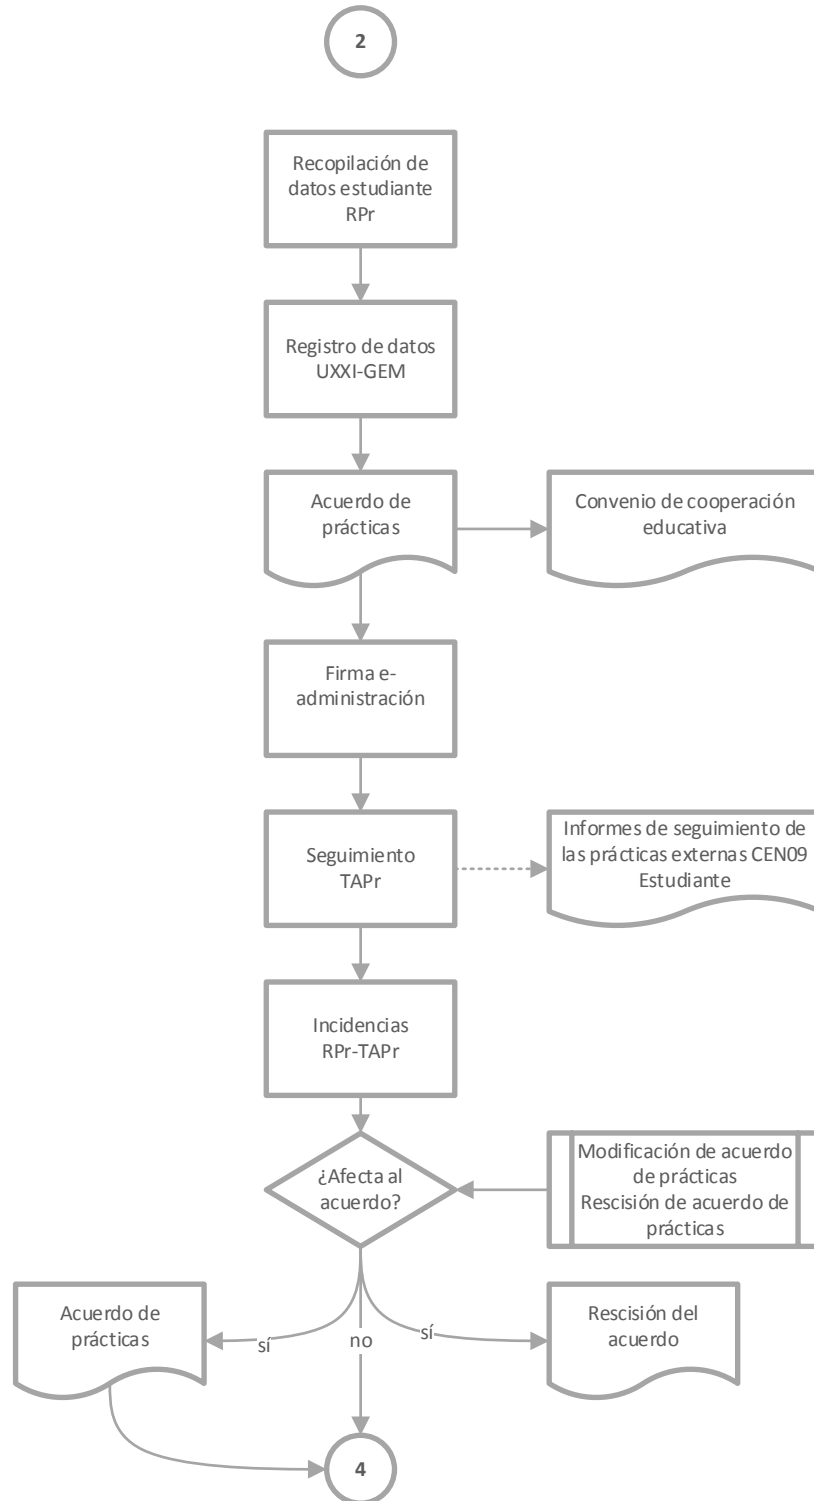 2
Recopilación de
datos estudiante
RPr
Registro de datos
UXXI-GEM
Acuerdo de
prácticas
Convenio de cooperación
educativa
Firma e-
administración
Seguimiento
TAPr
Informes de seguimiento de
las prácticas externas CEN09
Estudiante
Incidencias
RPr-TAPr
¿Afecta al
acuerdo?
Modificación de acuerdo
de prácticas
Rescisión de acuerdo de
prácticas
Acuerdo de
prácticas
sí
no
sí
Rescisión del
acuerdo
4